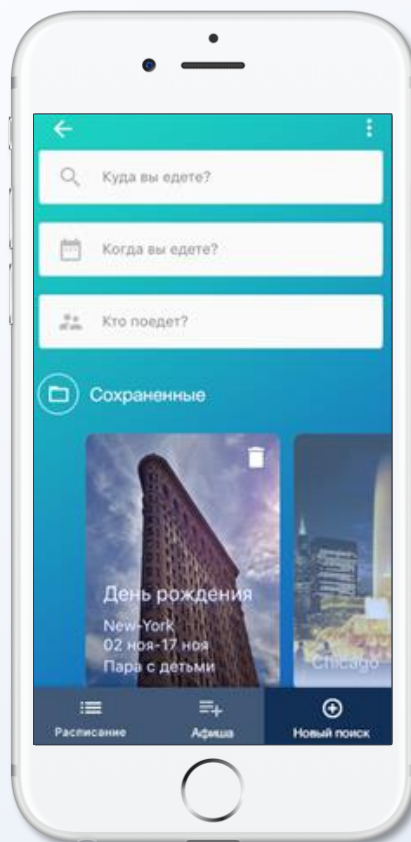 Куда вы едете?
Когда вы едете?
Кто поедет?
Сохраненные
День рождения
New-York
02 ноя-17 ноя
Пара с детьми
Chicago
Расписание
Афиша
Новый поиск